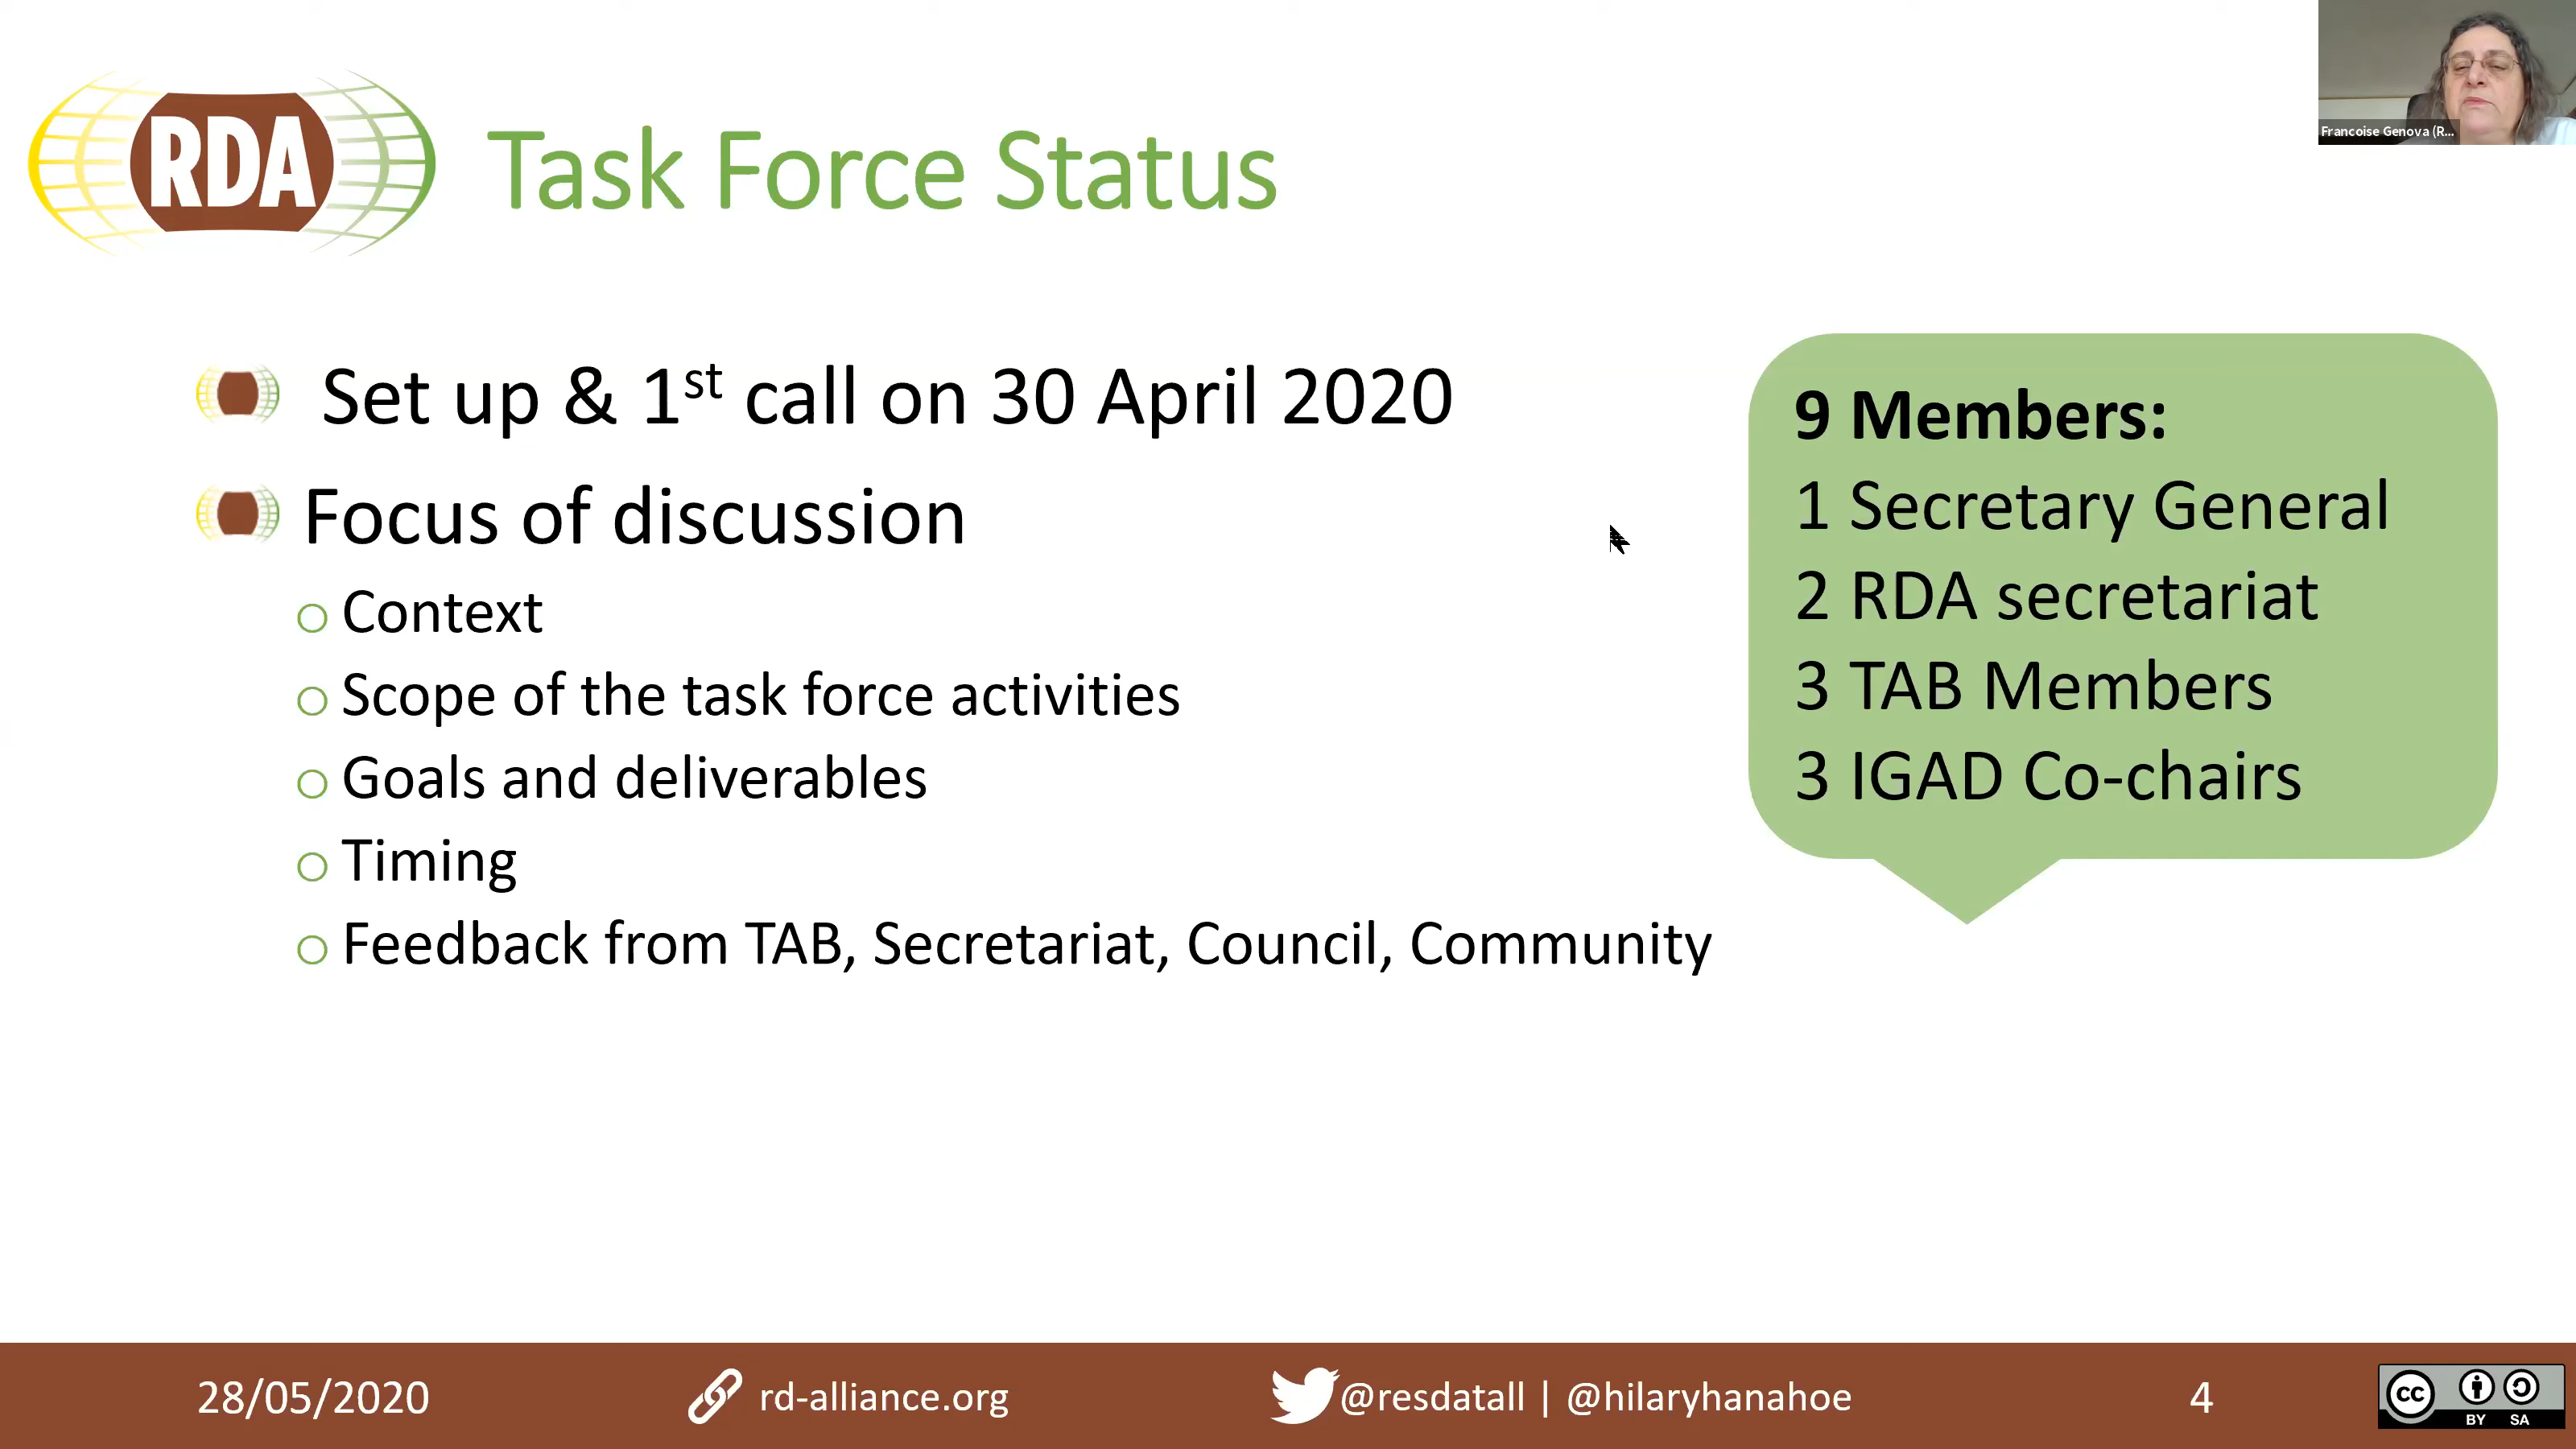 RDA
Task Force Status
Francoise Genova (R...
Set up & 1st call on 30 April 2020
Focus of discussion
Context
Scope of the task force activities
Goals and deliverables
Timing
Feedback from TAB, Secretariat, Council, Community
9 Members:
1 Secretary General
2 RDA secretariat
3 TAB Members
3 IGAD Co-chairs
28/05/2020
rd-alliance.org
@resdatall | @hilaryhanahoe
4
cc
BY SA